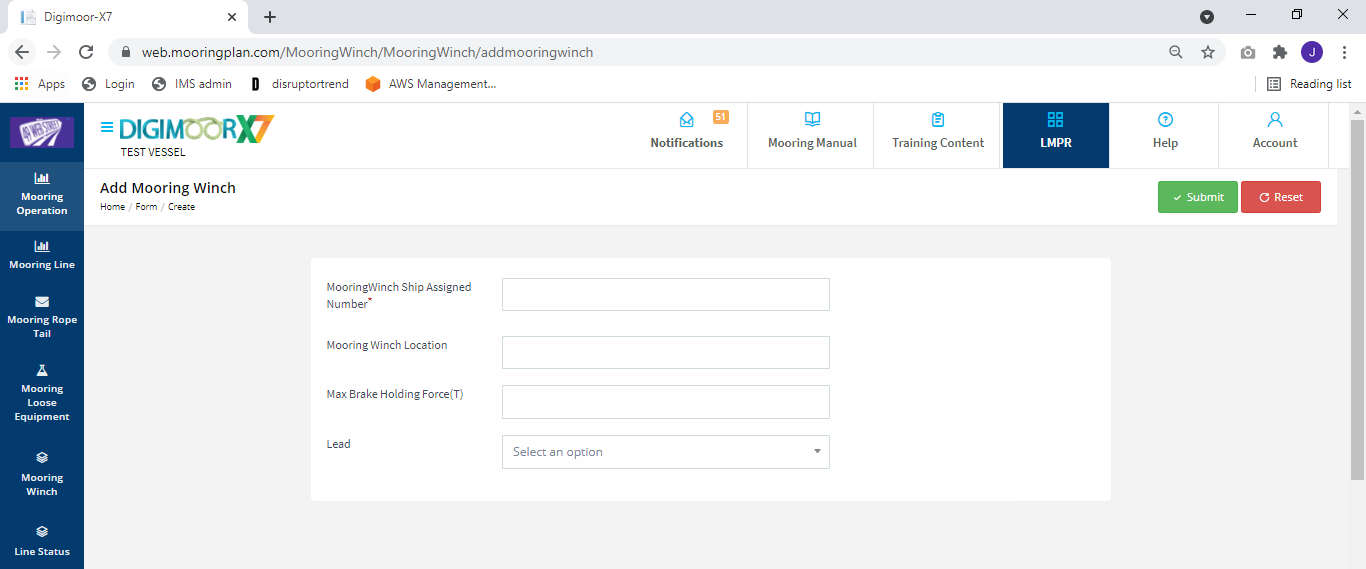 Digimoor-X7
web.mooringplan.com/MooringWinch/MooringWinch/addmooringwinch
J
Apps
Login
IMS admin
disruptortrend
AWS Management...
Reading list
49 WEB STREET
DIGIMOORX7
TEST VESSEL
51
Notifications
Mooring Manual
Training Content
LMPR
Help
Account
Mooring
Operation
Mooring Line
Mooring Rope
Tail
Mooring
Loose
Equipment
Mooring
Winch
Line Status
Add Mooring Winch
Home / Form / Create
Submit
Reset
MooringWinch Ship Assigned
Number*
Mooring Winch Location
Max Brake Holding Force(T)
Lead
Select an option